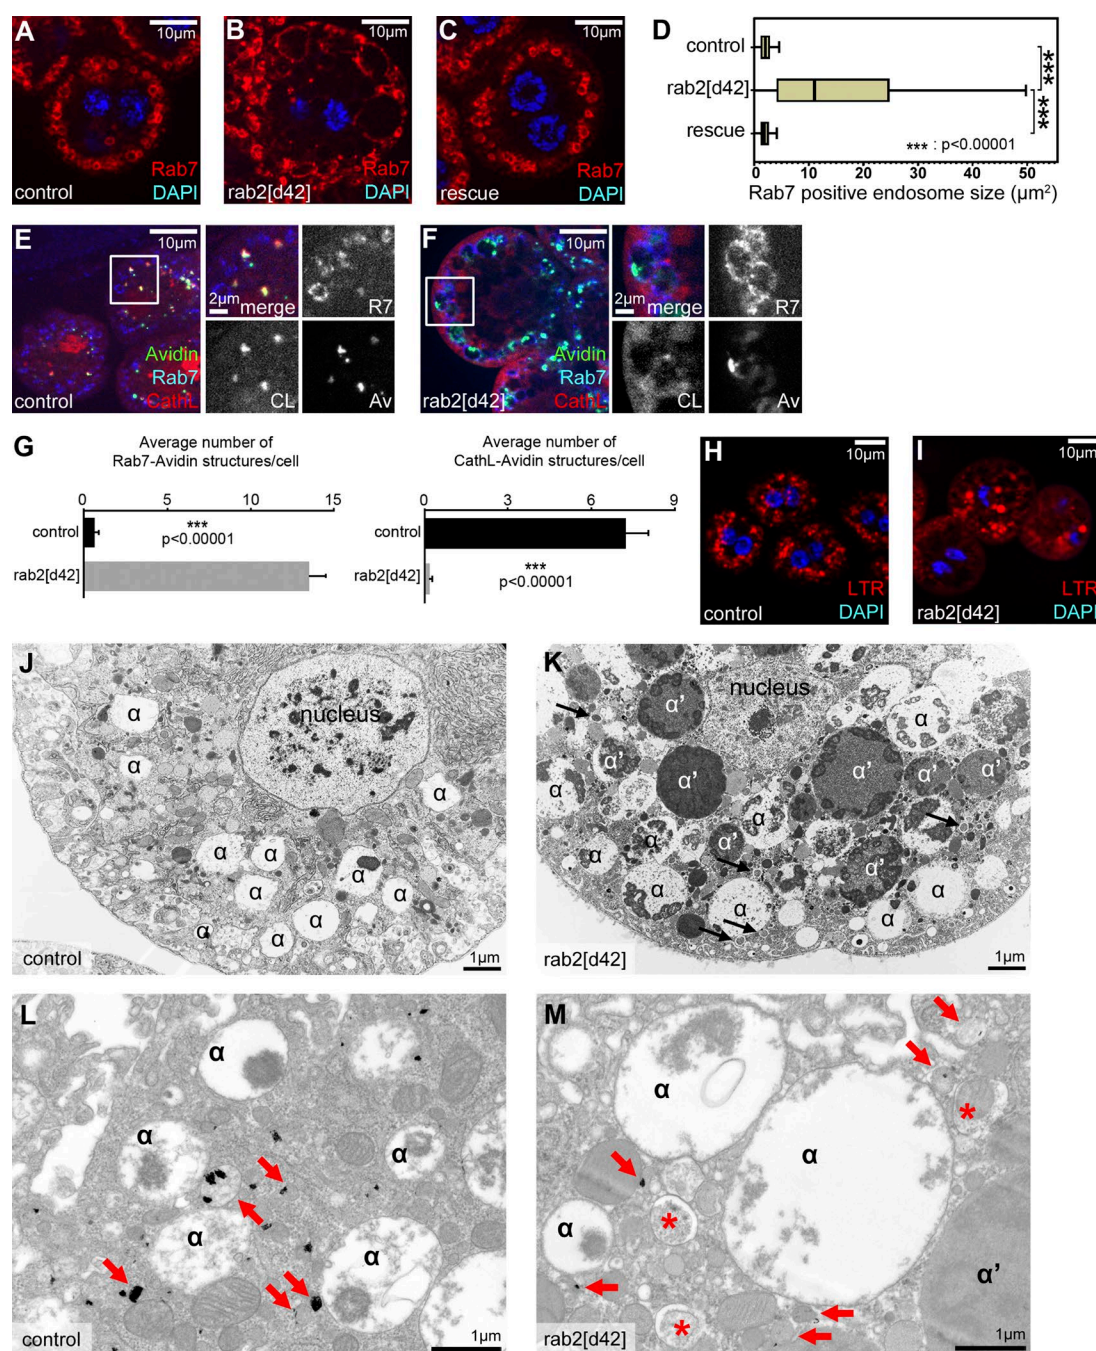 A
10µm
Rab7
control
DAPI
B
10µm
Rab7
rab2[d42]
DAPI
C
10µm
Rab7
rescue
DAPI
D
control
rab2[d42]
rescue
***
***
*** : p<0.00001
0 10 20 30 40 50
Rab7 positive endosome size (µm²)
E
10µm
Avidin
Rab7
control
CathL
2µm
merge
R7
CL
Av
F
10µm
Avidin
Rab7
rab2[d42]
CathL
2µm
merge
R7
CL
Av
G
Average number of
Rab7-Avidin structures/cell
0 5 10 15
control
***
p<0.00001
rab2[d42]
Average number of
CathL-Avidin structures/cell
0 3 6 9
control
rab2[d42]
***
p<0.00001
H
10µm
LTR
control
DAPI
I
10µm
LTR
rab2[d42]
DAPI
J
nucleus
α
α
α
α
α
α
α
α
α
α
α
control
1µm
K
nucleus
α'
α
α'
α'
α'
α'
α
α
α'
α'
α
α
α
α
α
rab2[d42]
1µm
L
α
α
α
α
α
control
1µm
M
α
α
*
*
α
α'
*
rab2[d42]
1µm